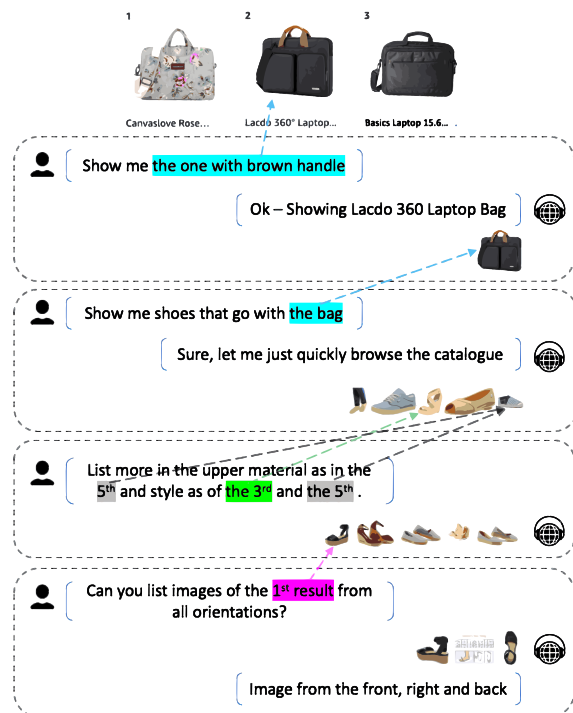 1
2
3
Canvaslove Rose...
Lacdo 360° Laptop...
Basics Laptop 15.6... .
Show me the one with brown handle
Ok – Showing Lacdo 360 Laptop Bag
Show me shoes that go with the bag
Sure, let me just quickly browse the catalogue
List more in the upper material as in the
5th and style as of the 3rd and the 5th .
Can you list images of the 1st result from
all orientations?
Image from the front, right and back